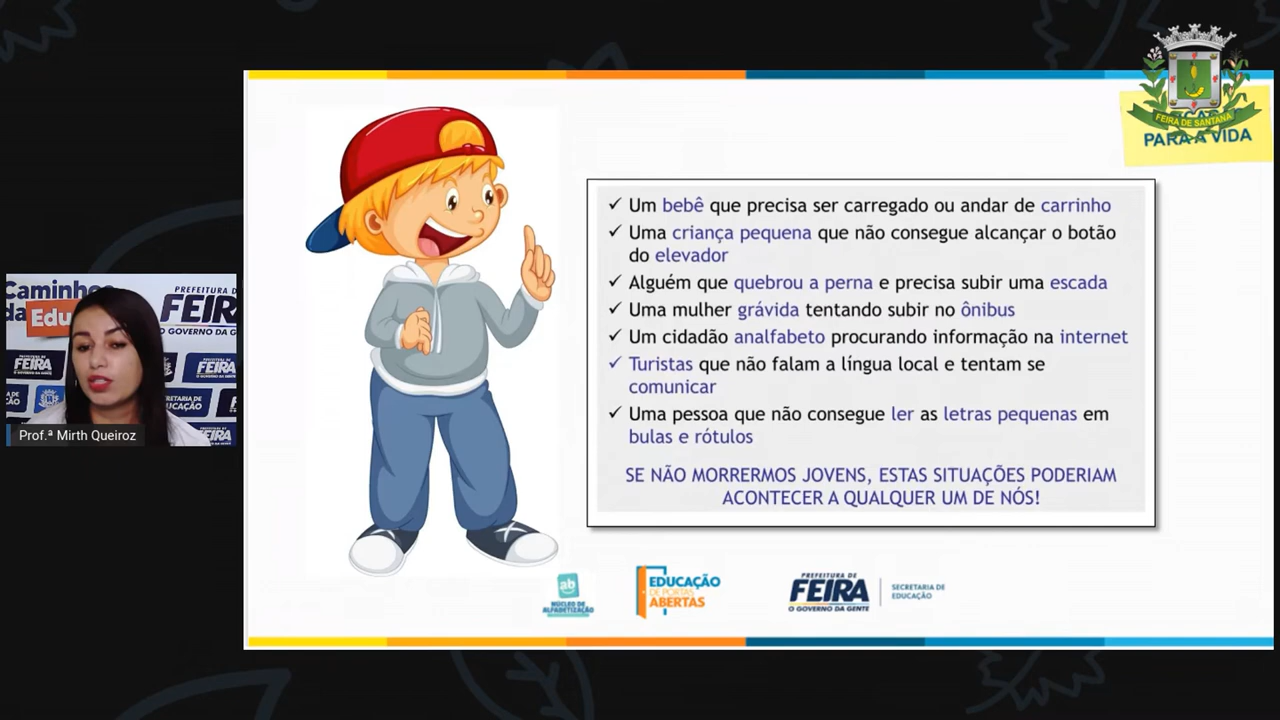 FEIRA DE SANTANA
PARA A VIDA
✓ Um bebê que precisa ser carregado ou andar de carrinho
✓ Uma criança pequena que não consegue alcançar o botão
do elevador
✓ Alguém que quebrou a perna e precisa subir uma escada
✓ Uma mulher grávida tentando subir no ônibus
✓ Um cidadão analfabeto procurando informação na internet
✓ Turistas que não falam a língua local e tentam se
comunicar
✓ Uma pessoa que não consegue ler as letras pequenas em
bulas e rótulos
SE NÃO MORRERMOS JOVENS, ESTAS SITUAÇÕES PODERIAM
ACONTECER A QUALQUER UM DE NÓS!
Caminhos
da Edu
PREFEITURA DE
FEIRA
O GOVERNO DA GENTE
FEIRA
FEIRA
Prof.ª Mirth Queiroz
FEIRA
ab
NÚCLEO DE
ALFABETIZAÇÃO
EDUCAÇÃO
DE PORTAS
ABERTAS
PREFEITURA DE
FEIRA
O GOVERNO DA GENTE
SECRETARIA DE
EDUCAÇÃO